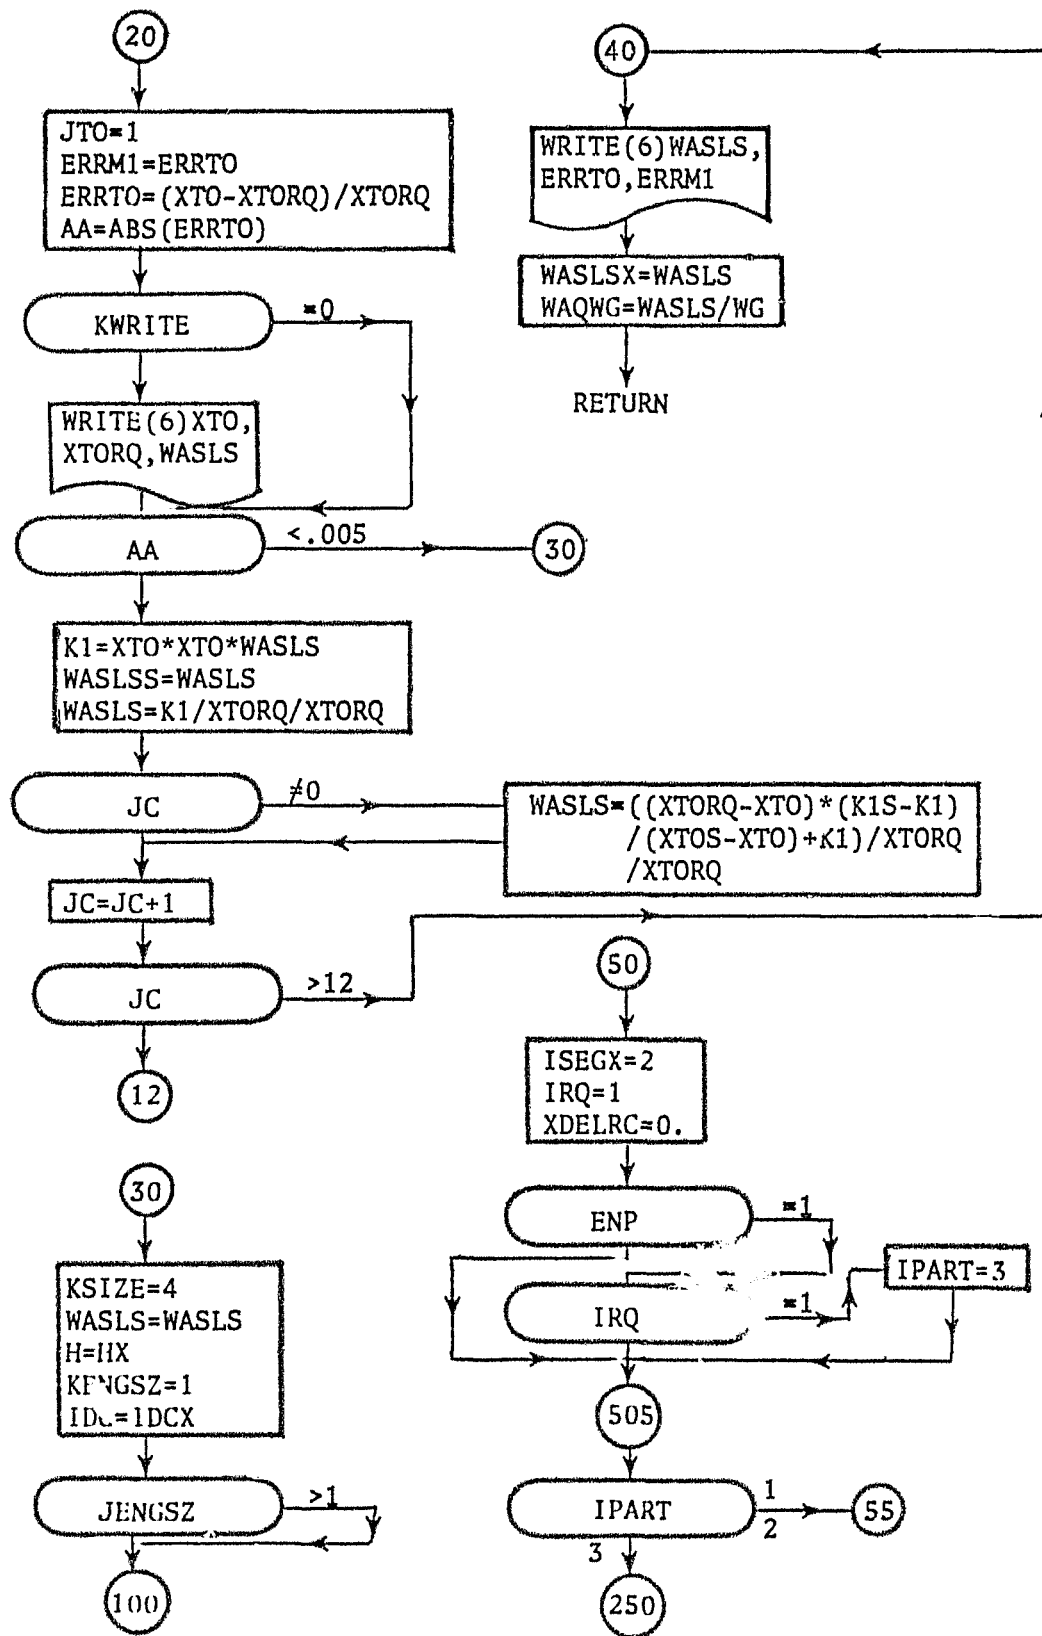 20
JTO=1
ERRM1=ERRTO
ERRTO=(XTO-XTORQ)/XTORQ
AA=ABS(ERRTO)
KWRITE
=0
WRITE(6)XTO,
XTORQ,WASLS
AA
<.005
30
K1=XTO*XTO*WASLS
WASLSS=WASLS
WASLS=K1/XTORQ/XTORQ
JC
≠0
WASLS=((XTORQ-XTO)*(K1S-K1)
/(XTOS-XTO)+K1)/XTORQ
/XTORQ
JC=JC+1
JC
>12
12
40
WRITE(6)WASLS,
ERRTO,ERRM1
WASLSX=WASLS
WAQWG=WASLS/WG
RETURN
30
KSIZE=4
WASLS=WASLS
H=HX
KENGSZ=1
=IDCX
JENGSZ
>1
100
50
ISEGX=2
IRQ=1
XDELRC=0.
ENP
=1
IRQ
=1
IPART=3
505
IPART
1
2
55
3
250